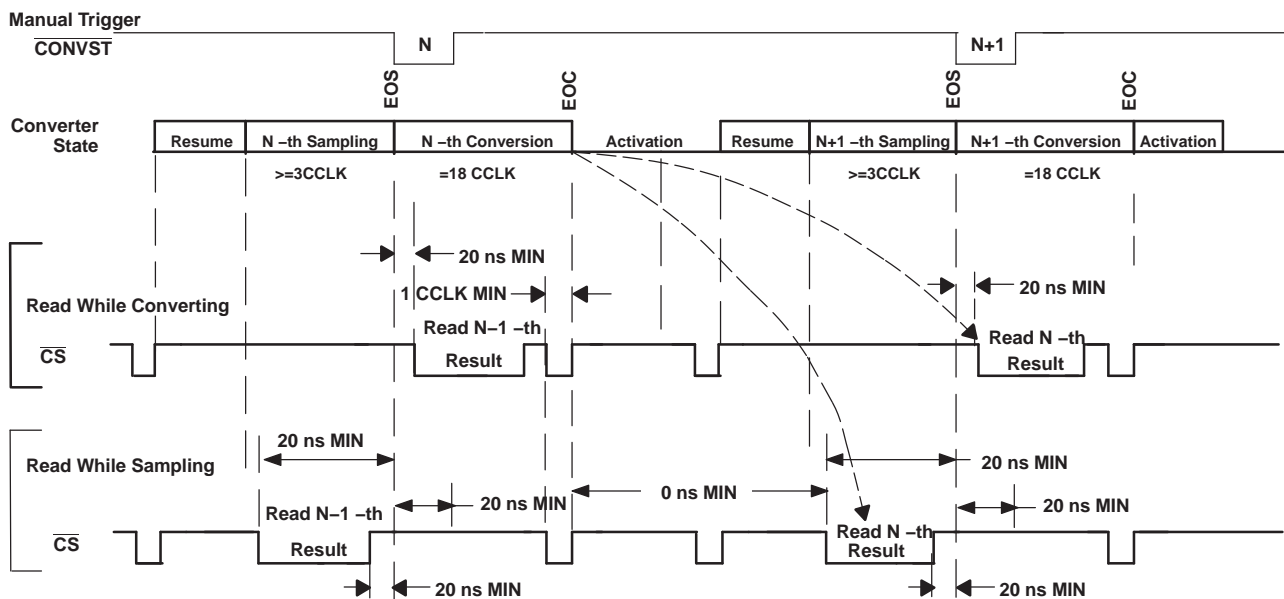 Manual Trigger
CONVST
N
N+1
EOS
EOC
EOS
EOC
Converter
State
Resume
N −th Sampling
N −th Conversion
Activation
Resume
N+1 −th Sampling
N+1 −th Conversion
Activation
>=3CCLK
=18 CCLK
>=3CCLK
=18 CCLK
20 ns MIN
20 ns MIN
1 CCLK MIN
Read While Converting
Read N−1 −th
Result
Read N −th
Result
CS
20 ns MIN
20 ns MIN
Read While Sampling
20 ns MIN
0 ns MIN
20 ns MIN
Read N−1 −th
Result
Read N −th
Result
CS
20 ns MIN
20 ns MIN